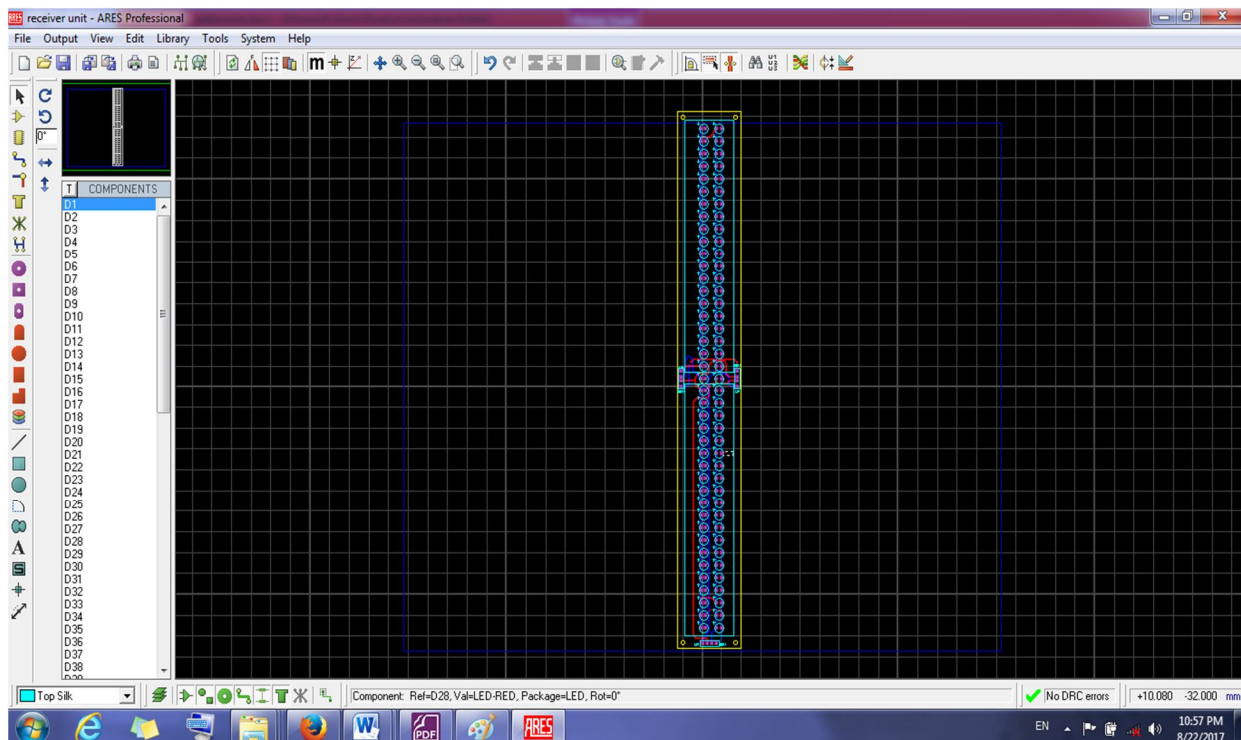 ARES receiver unit - ARES Professional
File Output View Edit Library Tools System Help
m
0°
T COMPONENTS
D1
D2
D3
D4
D5
D6
D7
D8
D9
D10
D11
D12
D13
D14
D15
D16
D17
D18
D19
D20
D21
D22
D23
D24
D25
D26
D27
D28
D29
D30
D31
D32
D33
D34
D35
D36
D37
D38
D39
A
S
Top Silk
Component: Ref=D28, Val=LED-RED, Package=LED, Rot=0°
No DRC errors
+10.080 -32.000 mm
W
PDF
ARES
EN
10:57 PM
8/22/2017